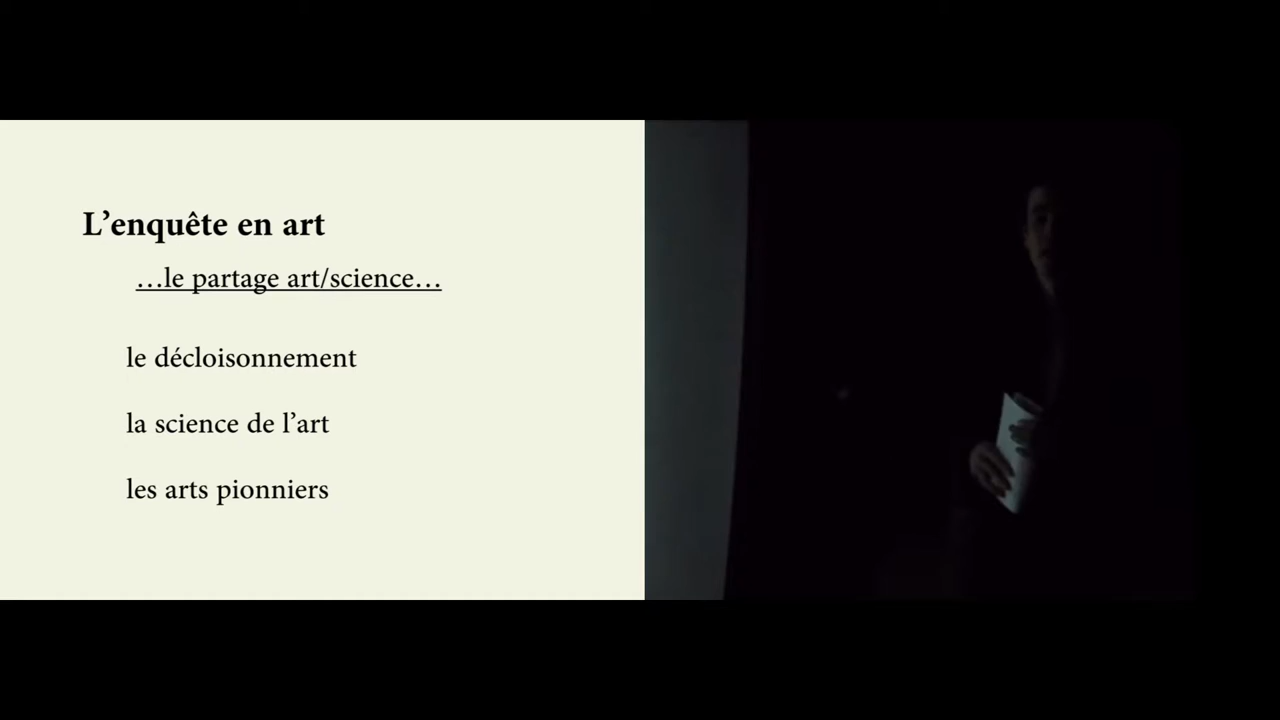 L’enquête en art
…le partage art/science…
le décloisonnement
la science de l’art
les arts pionniers